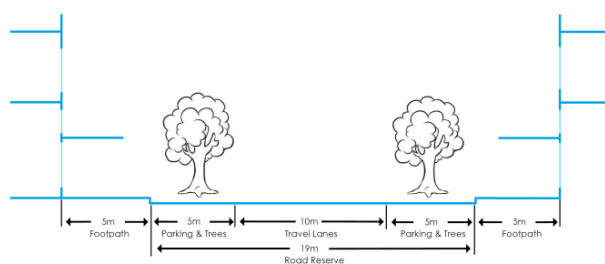 5m
Footpath
5m
Parking & Trees
10m
Travel Lanes
5m
Parking & Trees
5m
Footpath
19m
Road Reserve